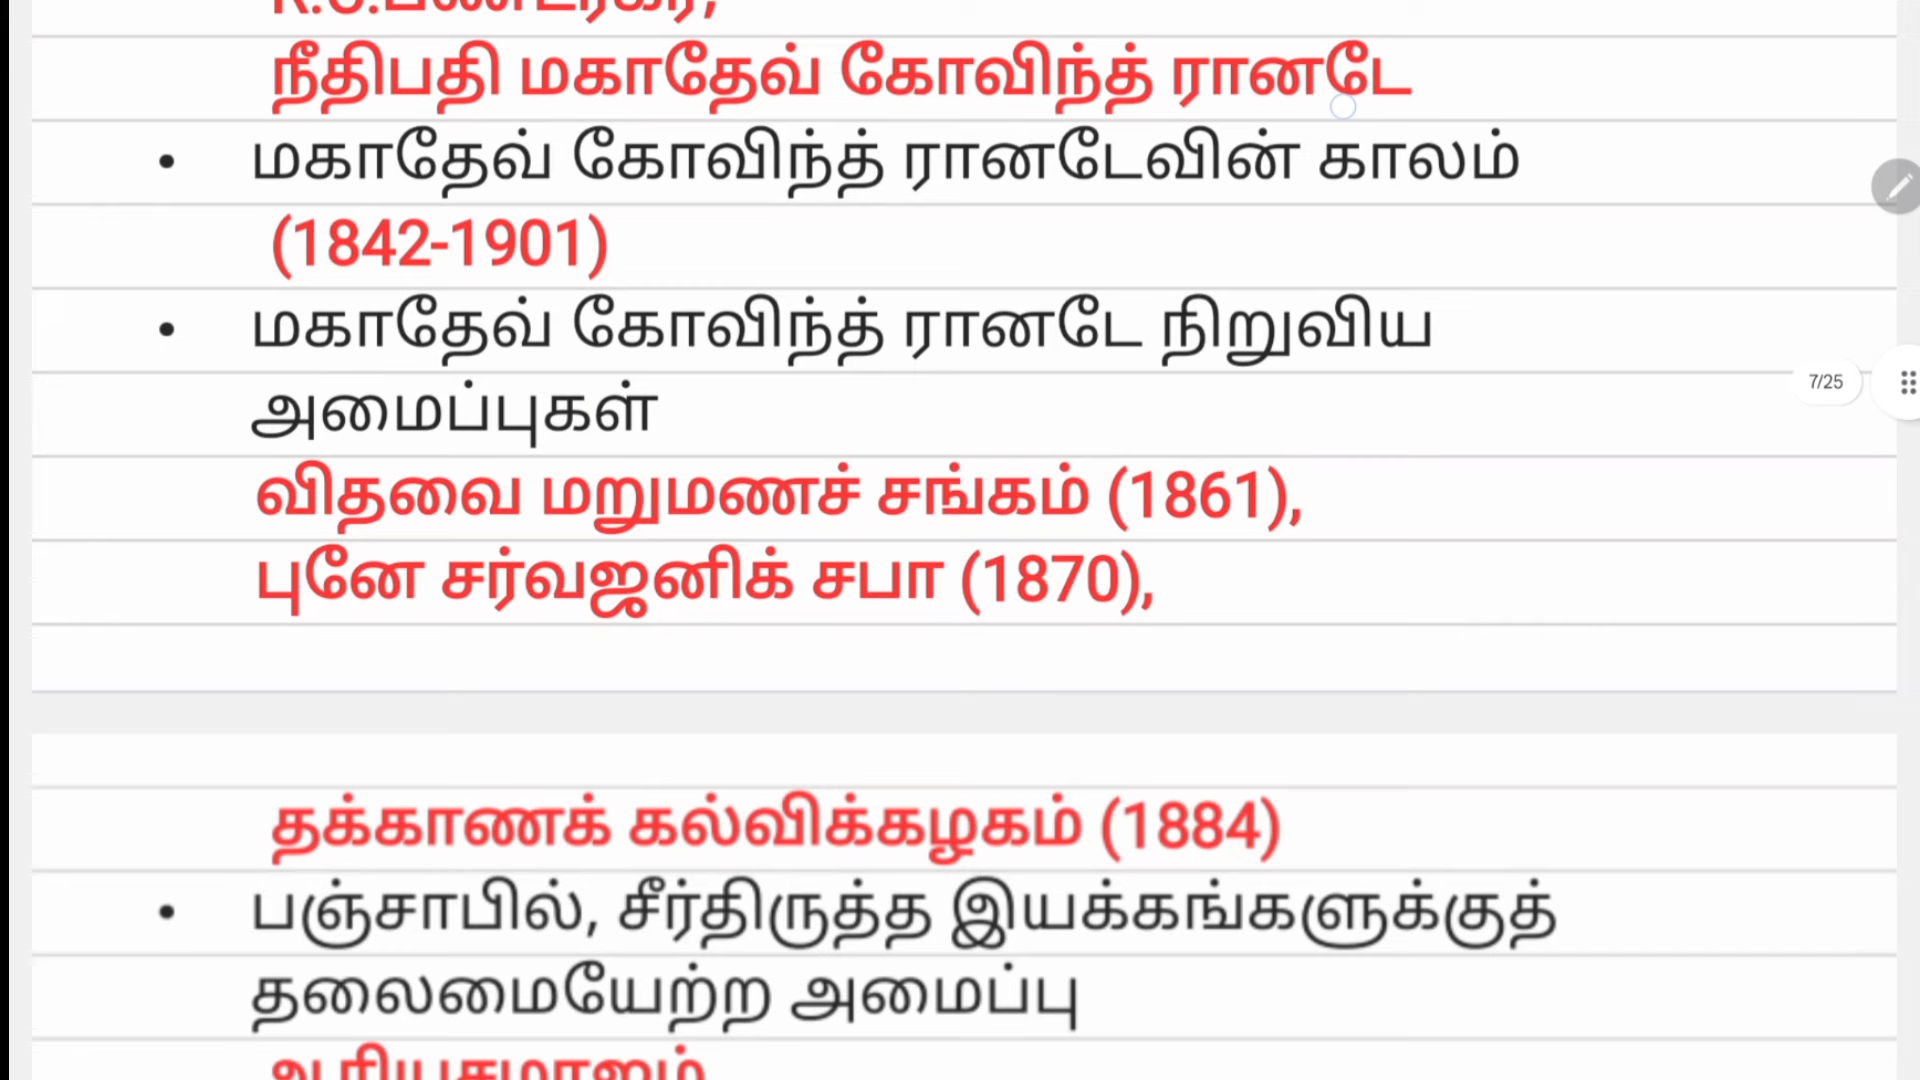 நீதிபதி மகாதேவ் கோவிந்த் ரானடே
• மகாதேவ் கோவிந்த் ரானடேவின் காலம்
(1842-1901)
• மகாதேவ் கோவிந்த் ரானடே நிறுவிய
அமைப்புகள்
விதவை மறுமணச் சங்கம் (1861),
புனே சர்வஜனிக் சபா (1870),
7/25
தக்காணக் கல்விக்கழகம் (1884)
• பஞ்சாபில், சீர்திருத்த இயக்கங்களுக்குத்
தலைமையேற்ற அமைப்பு